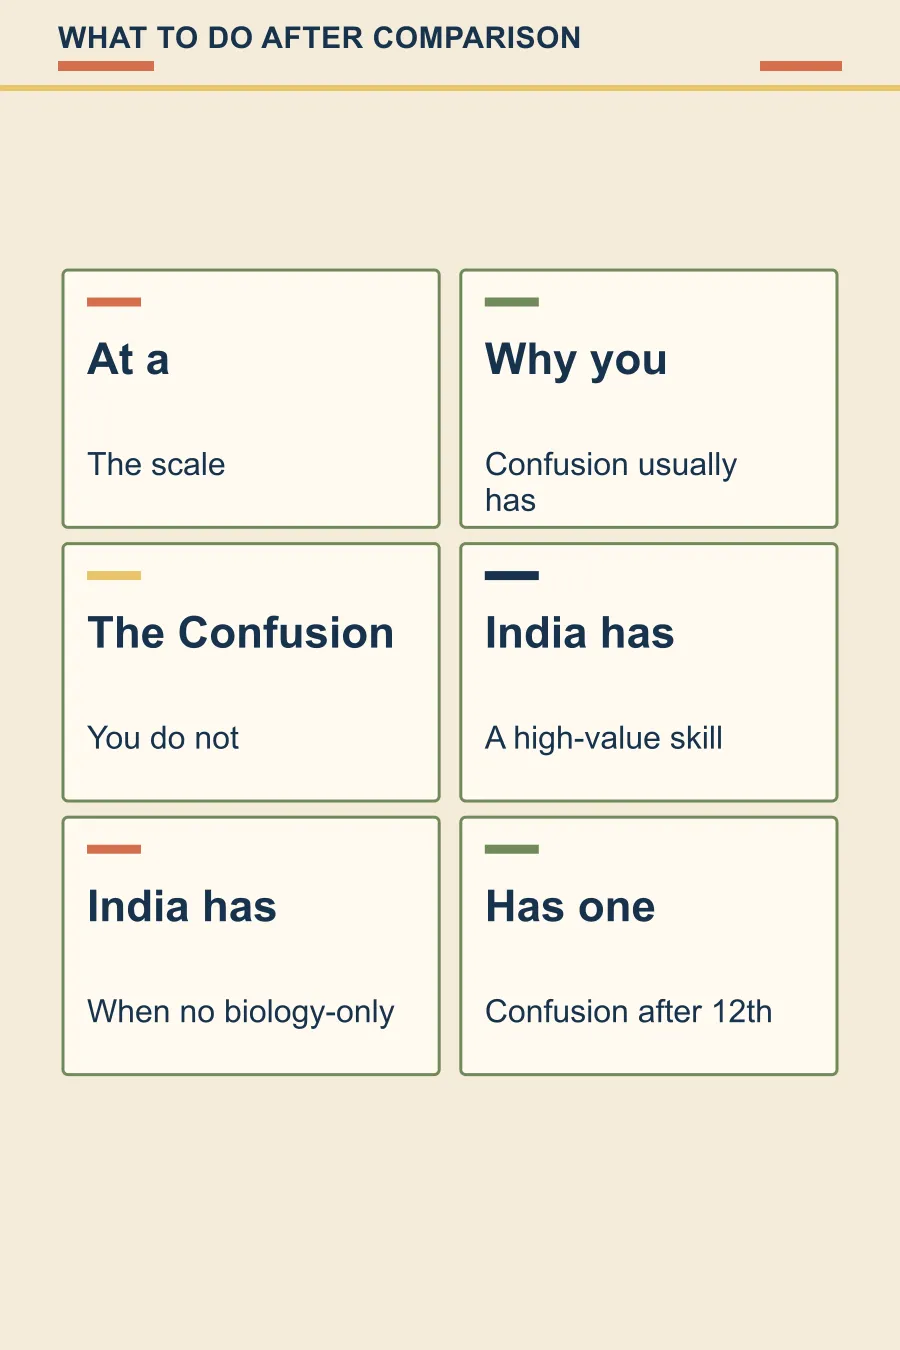 WHAT TO DO AFTER COMPARISON
At a
The scale
Why you
Confusion usually
has
The Confusion
You do not
India has
A high-value skill
India has
When no biology-only
Has one
Confusion after 12th